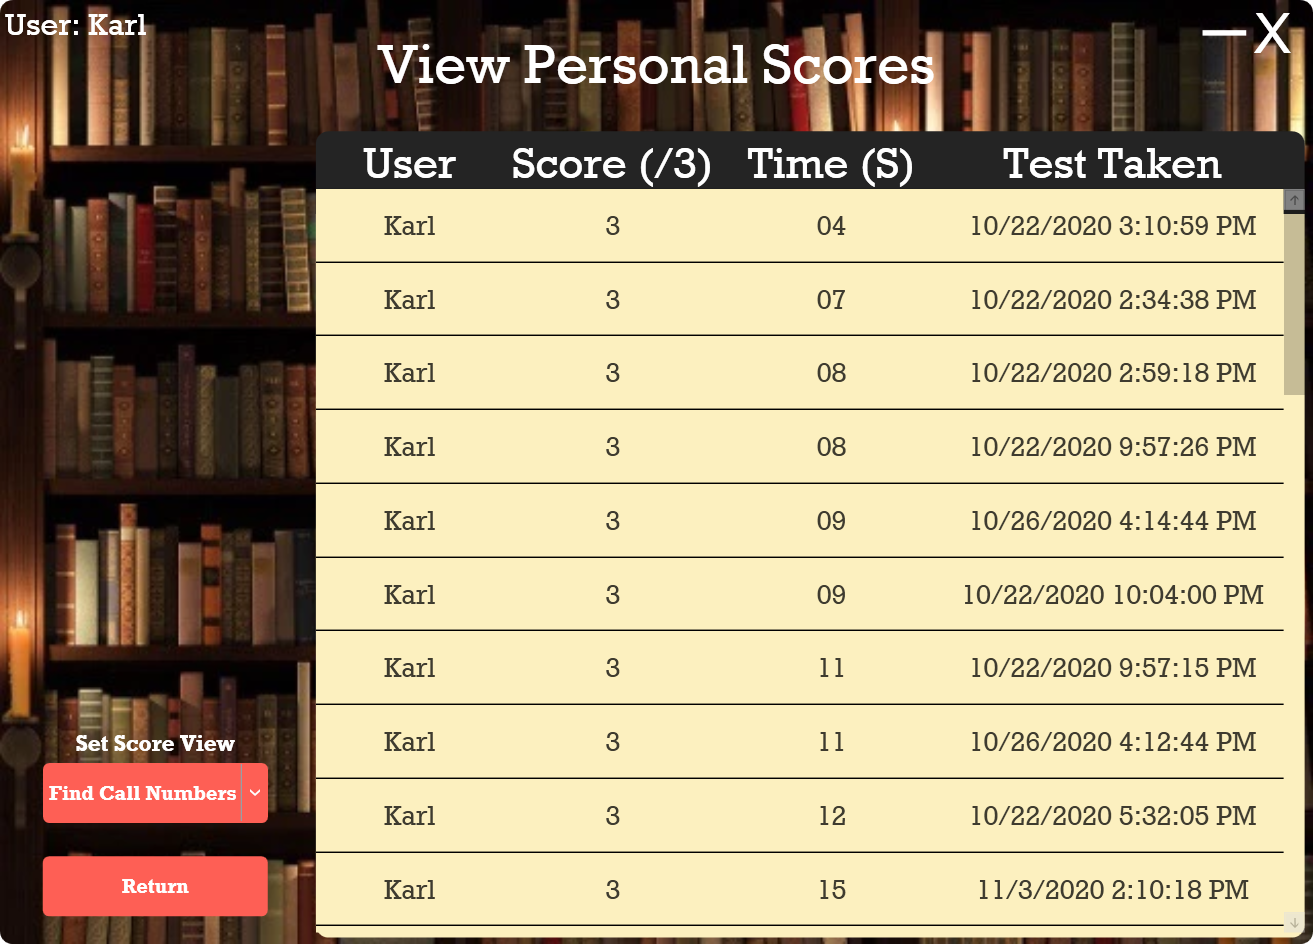 User: Karl
— X
View Personal Scores
User Score (/3) Time (S) Test Taken
Karl 3 04 10/22/2020 3:10:59 PM
Karl 3 07 10/22/2020 2:34:38 PM
Karl 3 08 10/22/2020 2:59:18 PM
Karl 3 08 10/22/2020 9:57:26 PM
Karl 3 09 10/26/2020 4:14:44 PM
Karl 3 09 10/22/2020 10:04:00 PM
Karl 3 11 10/22/2020 9:57:15 PM
Karl 3 11 10/26/2020 4:12:44 PM
Karl 3 12 10/22/2020 5:32:05 PM
Karl 3 15 11/3/2020 2:10:18 PM
Set Score View
Find Call Numbers
Return